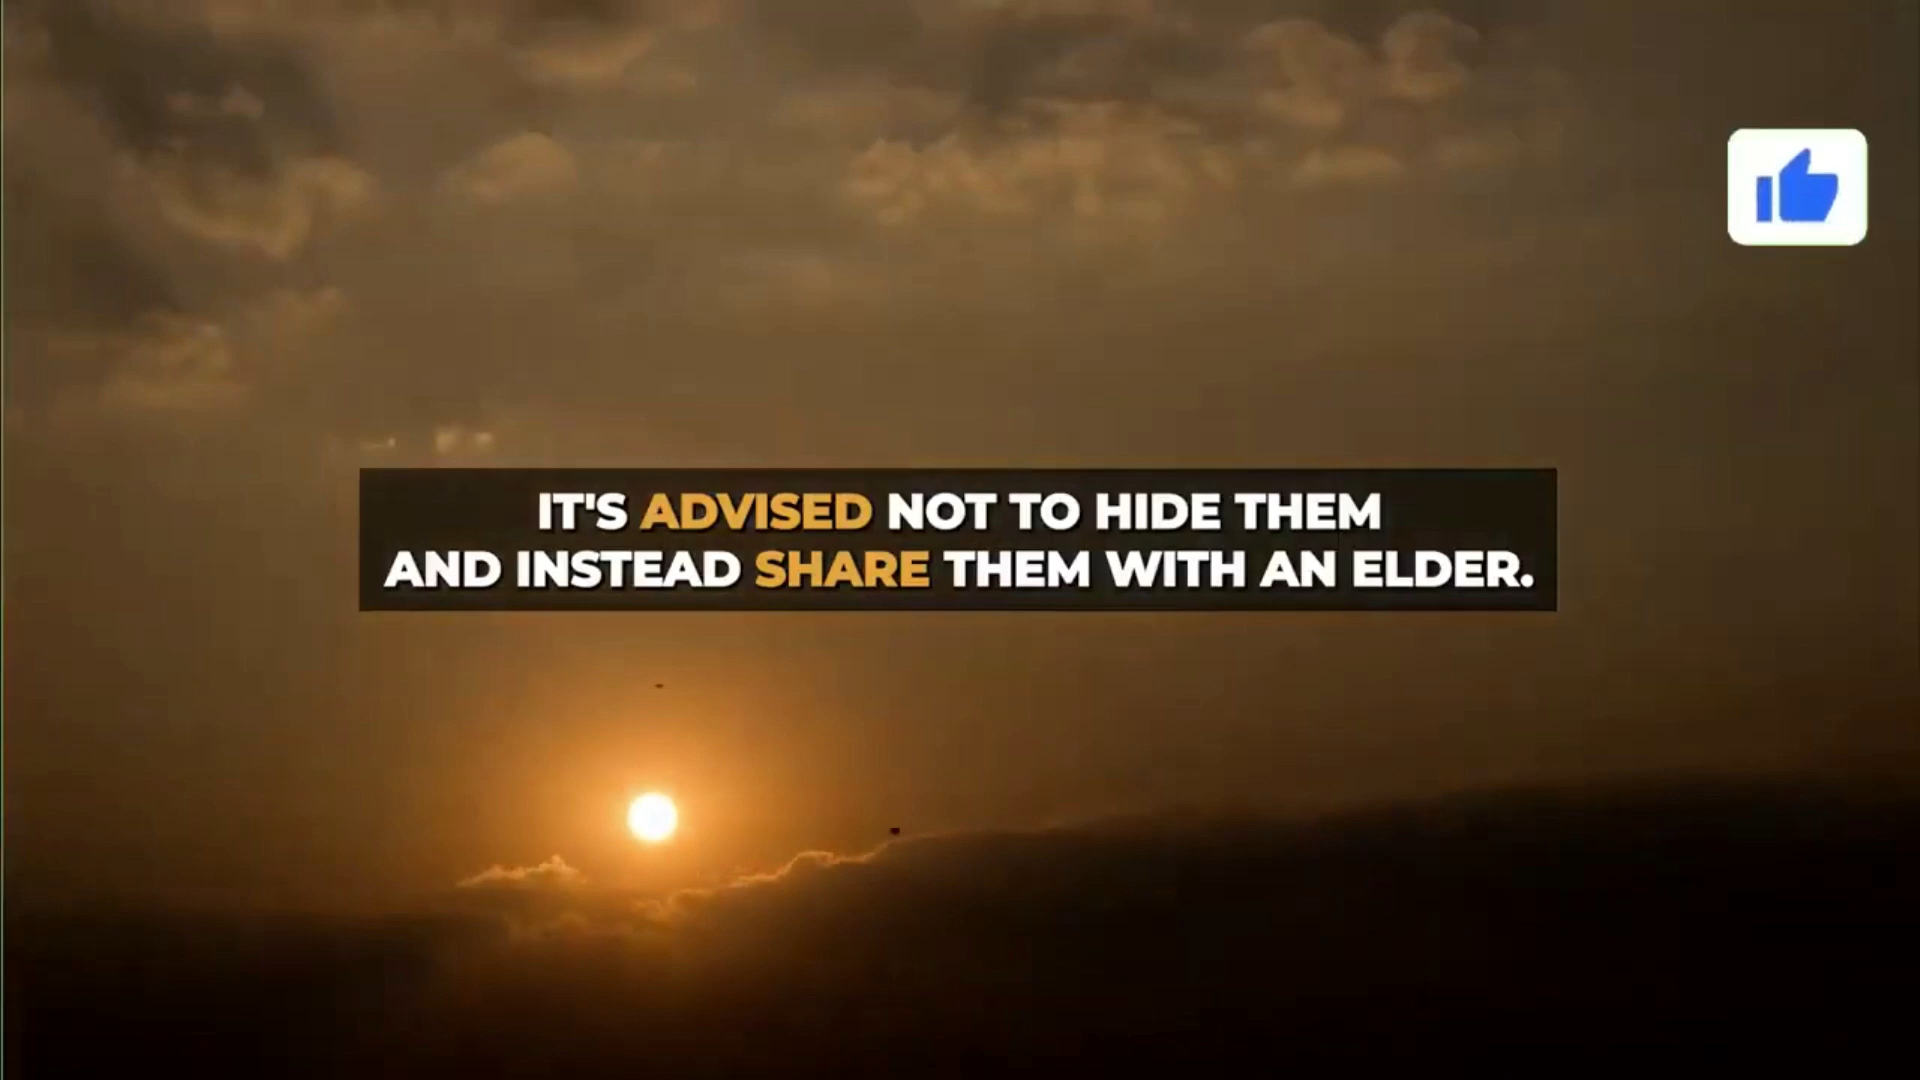 IT'S ADVISED NOT TO HIDE THEM
AND INSTEAD SHARE THEM WITH AN ELDER.